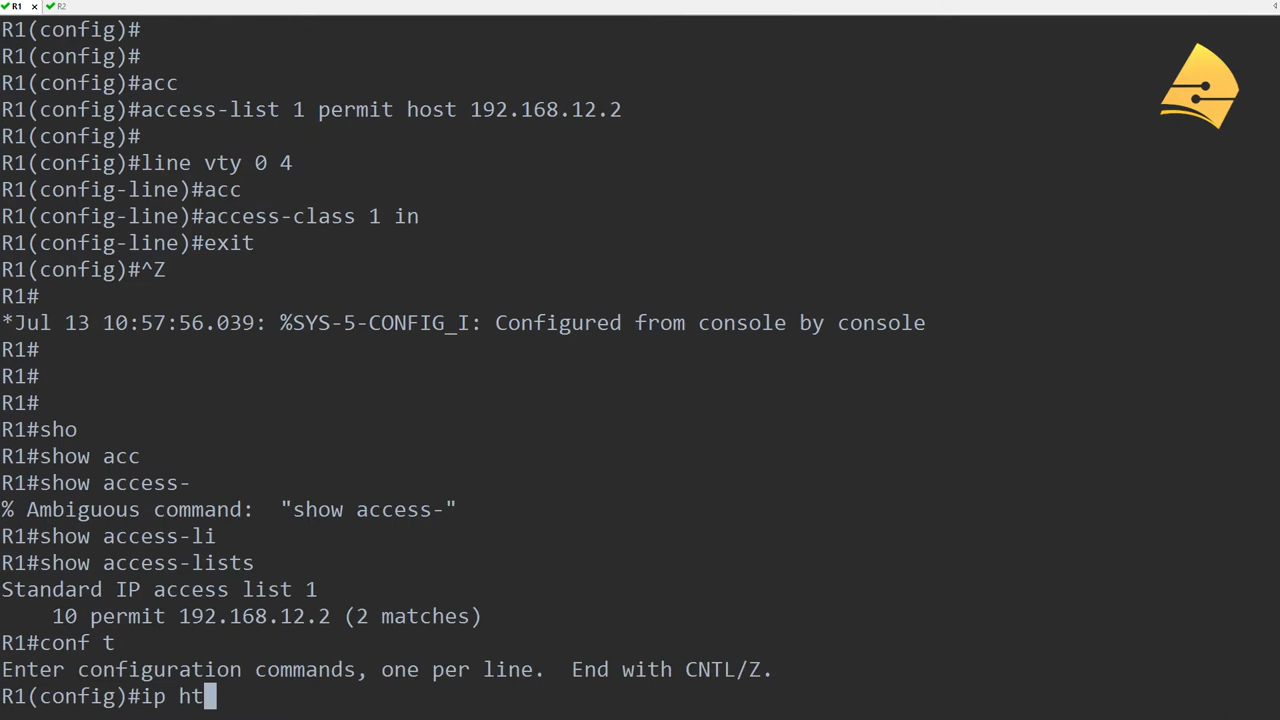 R1 R2
R1(config)#
R1(config)#
R1(config)#acc
R1(config)#access-list 1 permit host 192.168.12.2
R1(config)#
R1(config)#line vty 0 4
R1(config-line)#acc
R1(config-line)#access-class 1 in
R1(config-line)#exit
R1(config)#^Z
R1#
*Jul 13 10:57:56.039: %SYS-5-CONFIG_I: Configured from console by console
R1#
R1#
R1#
R1#sho
R1#show acc
R1#show access-
% Ambiguous command:  "show access-"
R1#show access-li
R1#show access-lists
Standard IP access list 1
    10 permit 192.168.12.2 (2 matches)
R1#conf t
Enter configuration commands, one per line.  End with CNTL/Z.
R1(config)#ip ht